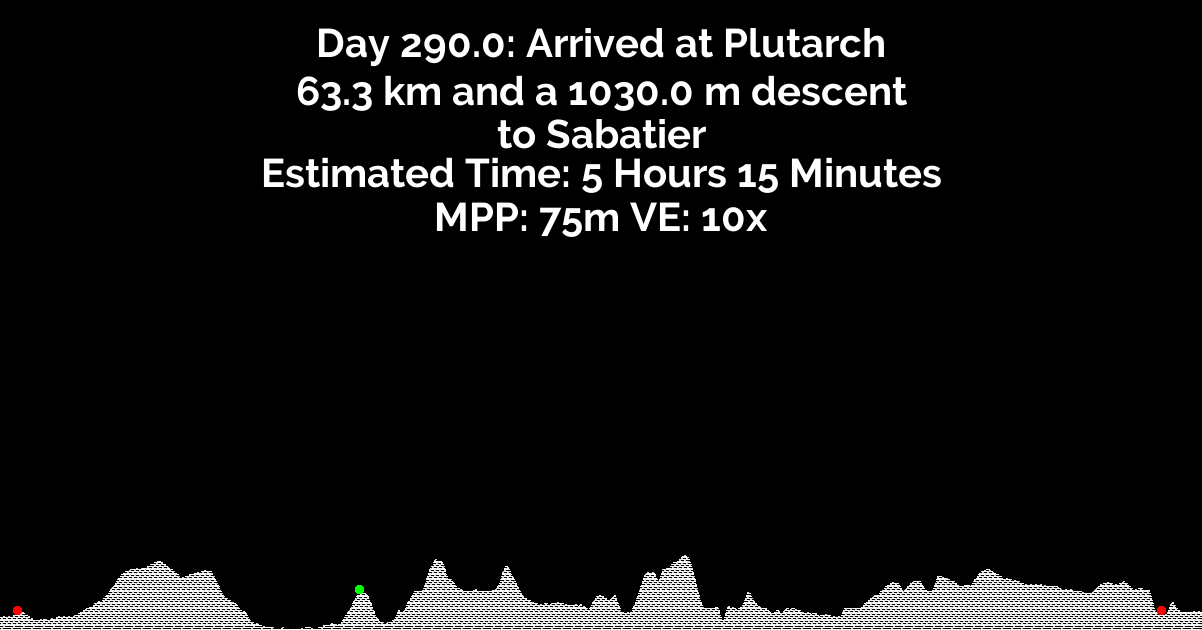 Day 290.0: Arrived at Plutarch
63.3 km and a 1030.0 m descent
to Sabatier
Estimated Time: 5 Hours 15 Minutes
MPP: 75m VE: 10x